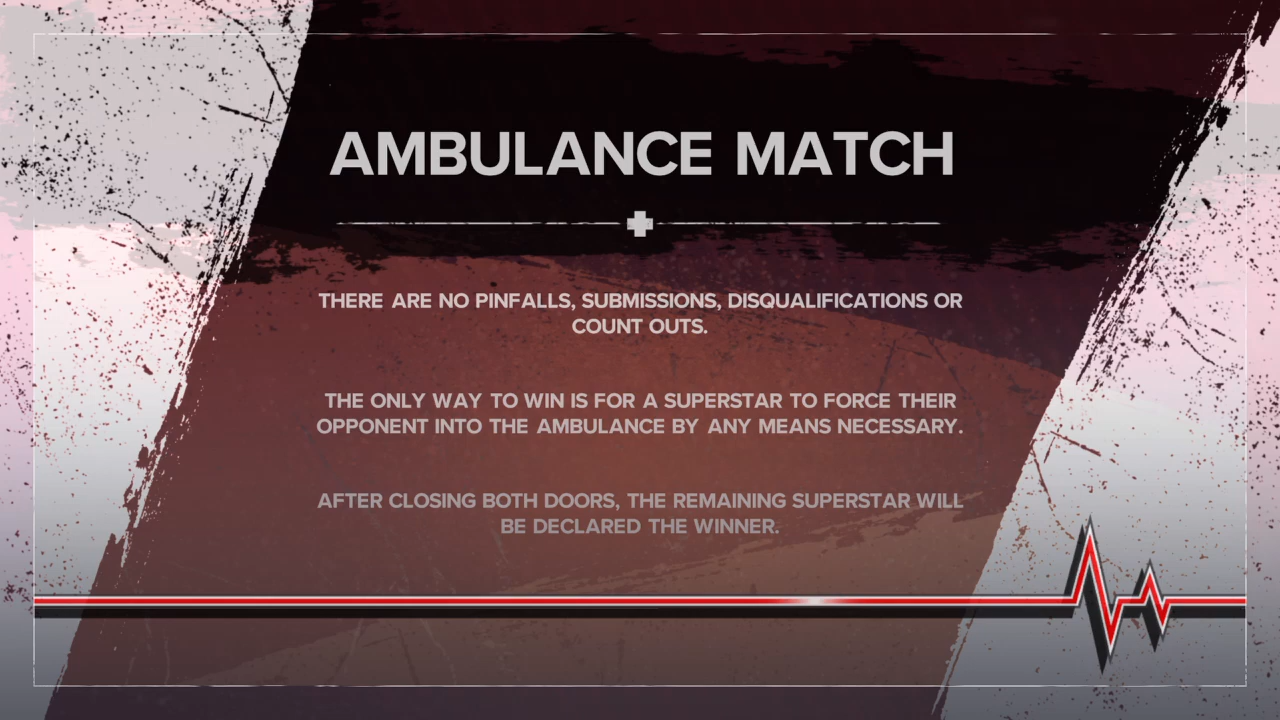 AMBULANCE MATCH
THERE ARE NO PINFALLS, SUBMISSIONS, DISQUALIFICATIONS OR
COUNT OUTS.
THE ONLY WAY TO WIN IS FOR A SUPERSTAR TO FORCE THEIR
OPPONENT INTO THE AMBULANCE BY ANY MEANS NECESSARY.
AFTER CLOSING BOTH DOORS, THE REMAINING SUPERSTAR WILL
BE DECLARED THE WINNER.